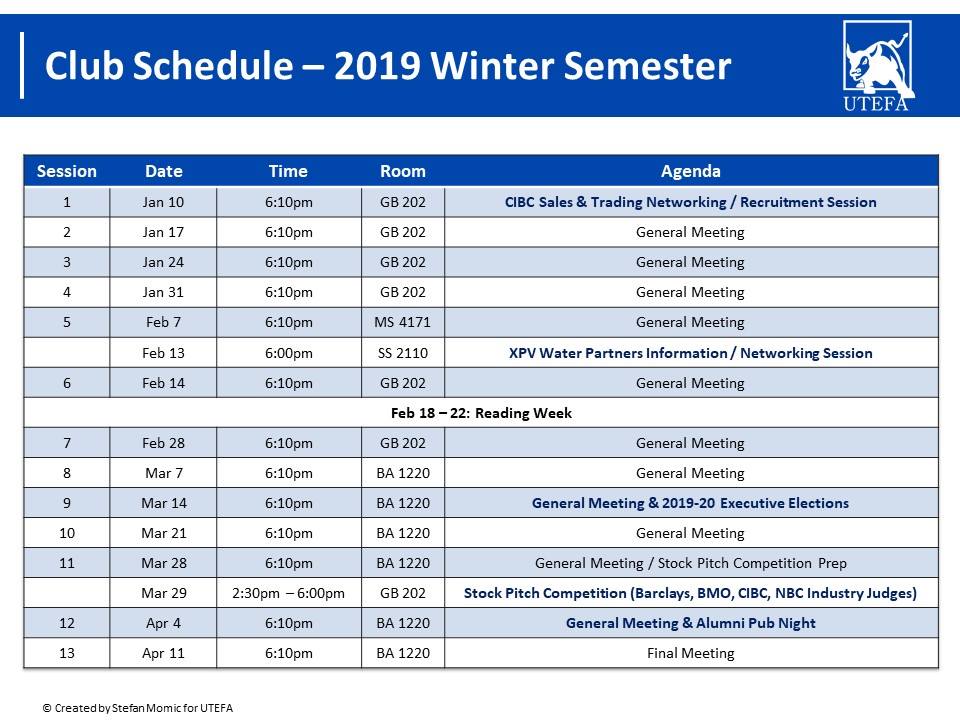 Club Schedule – 2019 Winter Semester
UTEFA
Session Date Time Room Agenda
1 Jan 10 6:10pm GB 202 CIBC Sales & Trading Networking / Recruitment Session
2 Jan 17 6:10pm GB 202 General Meeting
3 Jan 24 6:10pm GB 202 General Meeting
4 Jan 31 6:10pm GB 202 General Meeting
5 Feb 7 6:10pm MS 4171 General Meeting
Feb 13 6:00pm SS 2110 XPV Water Partners Information / Networking Session
6 Feb 14 6:10pm GB 202 General Meeting
Feb 18 – 22: Reading Week
7 Feb 28 6:10pm GB 202 General Meeting
8 Mar 7 6:10pm BA 1220 General Meeting
9 Mar 14 6:10pm BA 1220 General Meeting & 2019-20 Executive Elections
10 Mar 21 6:10pm BA 1220 General Meeting
11 Mar 28 6:10pm BA 1220 General Meeting / Stock Pitch Competition Prep
Mar 29 2:30pm – 6:00pm GB 202 Stock Pitch Competition (Barclays, BMO, CIBC, NBC Industry Judges)
12 Apr 4 6:10pm BA 1220 General Meeting & Alumni Pub Night
13 Apr 11 6:10pm BA 1220 Final Meeting
© Created by Stefan Momic for UTEFA